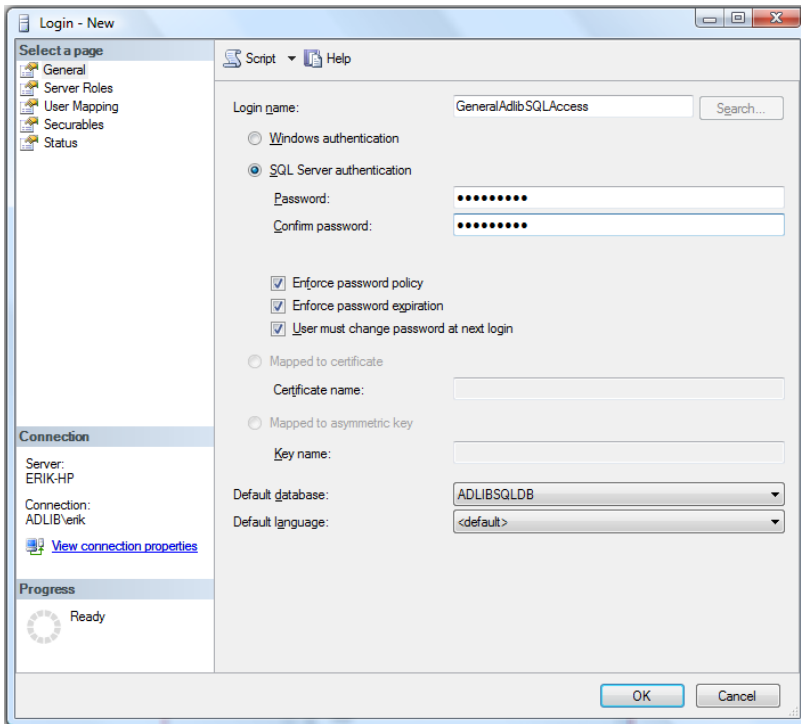 Login - New
Select a page
General
Server Roles
User Mapping
Securables
Status
Connection
Server:
ERIK-HP
Connection:
ADLIB\erik
View connection properties
Progress
Ready
Script Help
Login name: GeneralAdlibSQLAccess Search...
Windows authentication
SQL Server authentication
Password: •••••••••
Confirm password: •••••••••
Enforce password policy
Enforce password expiration
User must change password at next login
Mapped to certificate
Certificate name:
Mapped to asymmetric key
Key name:
Default database: ADLIBSQLDB
Default language: <default>
OK Cancel